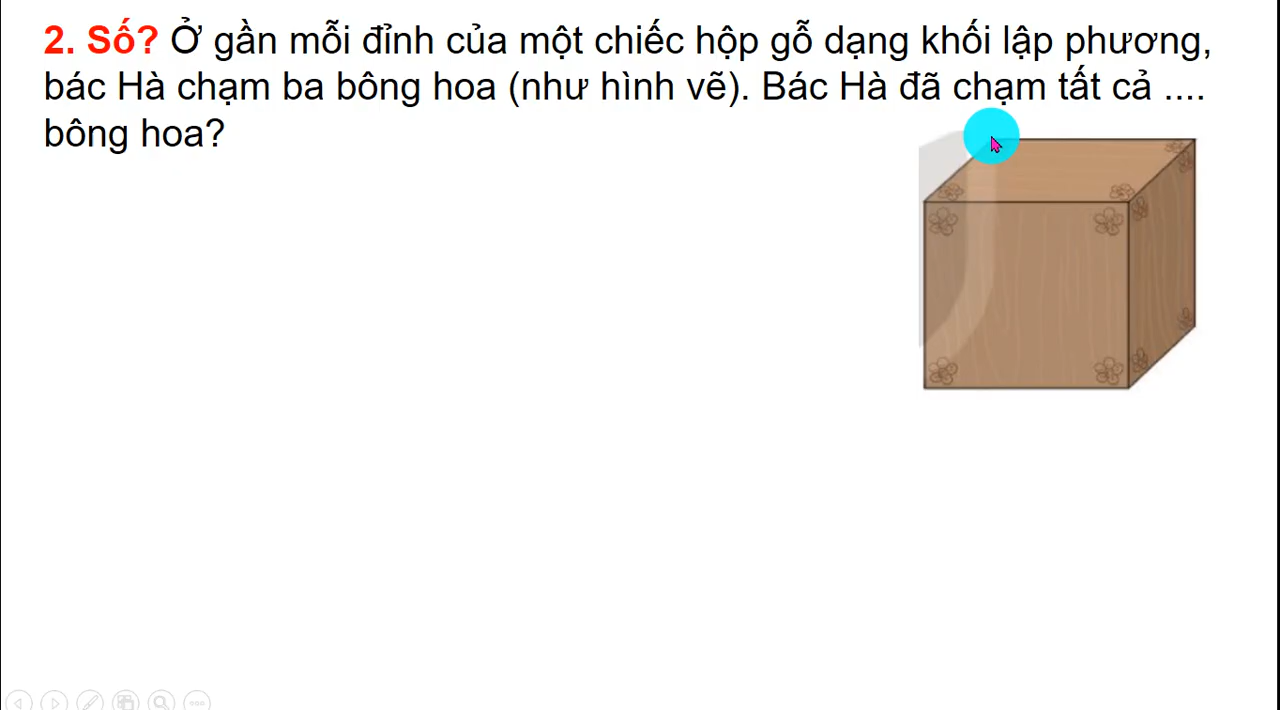 2. Số? Ở gần mỗi đỉnh của một chiếc hộp gỗ dạng khối lập phương,
bác Hà chạm ba bông hoa (như hình vẽ). Bác Hà đã chạm tất cả ....
bông hoa?